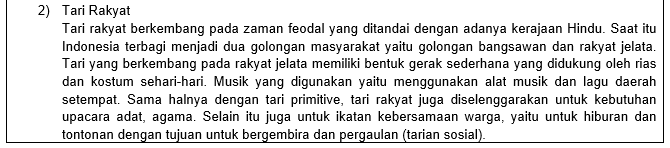 2) Tari Rakyat
Tari rakyat berkembang pada zaman feodal yang ditandai dengan adanya kerajaan Hindu. Saat itu
Indonesia terbagi menjadi dua golongan masyarakat yaitu golongan bangsawan dan rakyat jelata.
Tari yang berkembang pada rakyat jelata memiliki bentuk gerak sederhana yang didukung oleh rias
dan kostum sehari-hari. Musik yang digunakan yaitu menggunakan alat musik dan lagu daerah
setempat. Sama halnya dengan tari primitive, tari rakyat juga diselenggarakan untuk kebutuhan
upacara adat, agama. Selain itu juga untuk ikatan kebersamaan warga, yaitu untuk hiburan dan
tontonan dengan tujuan untuk bergembira dan pergaulan (tarian sosial).